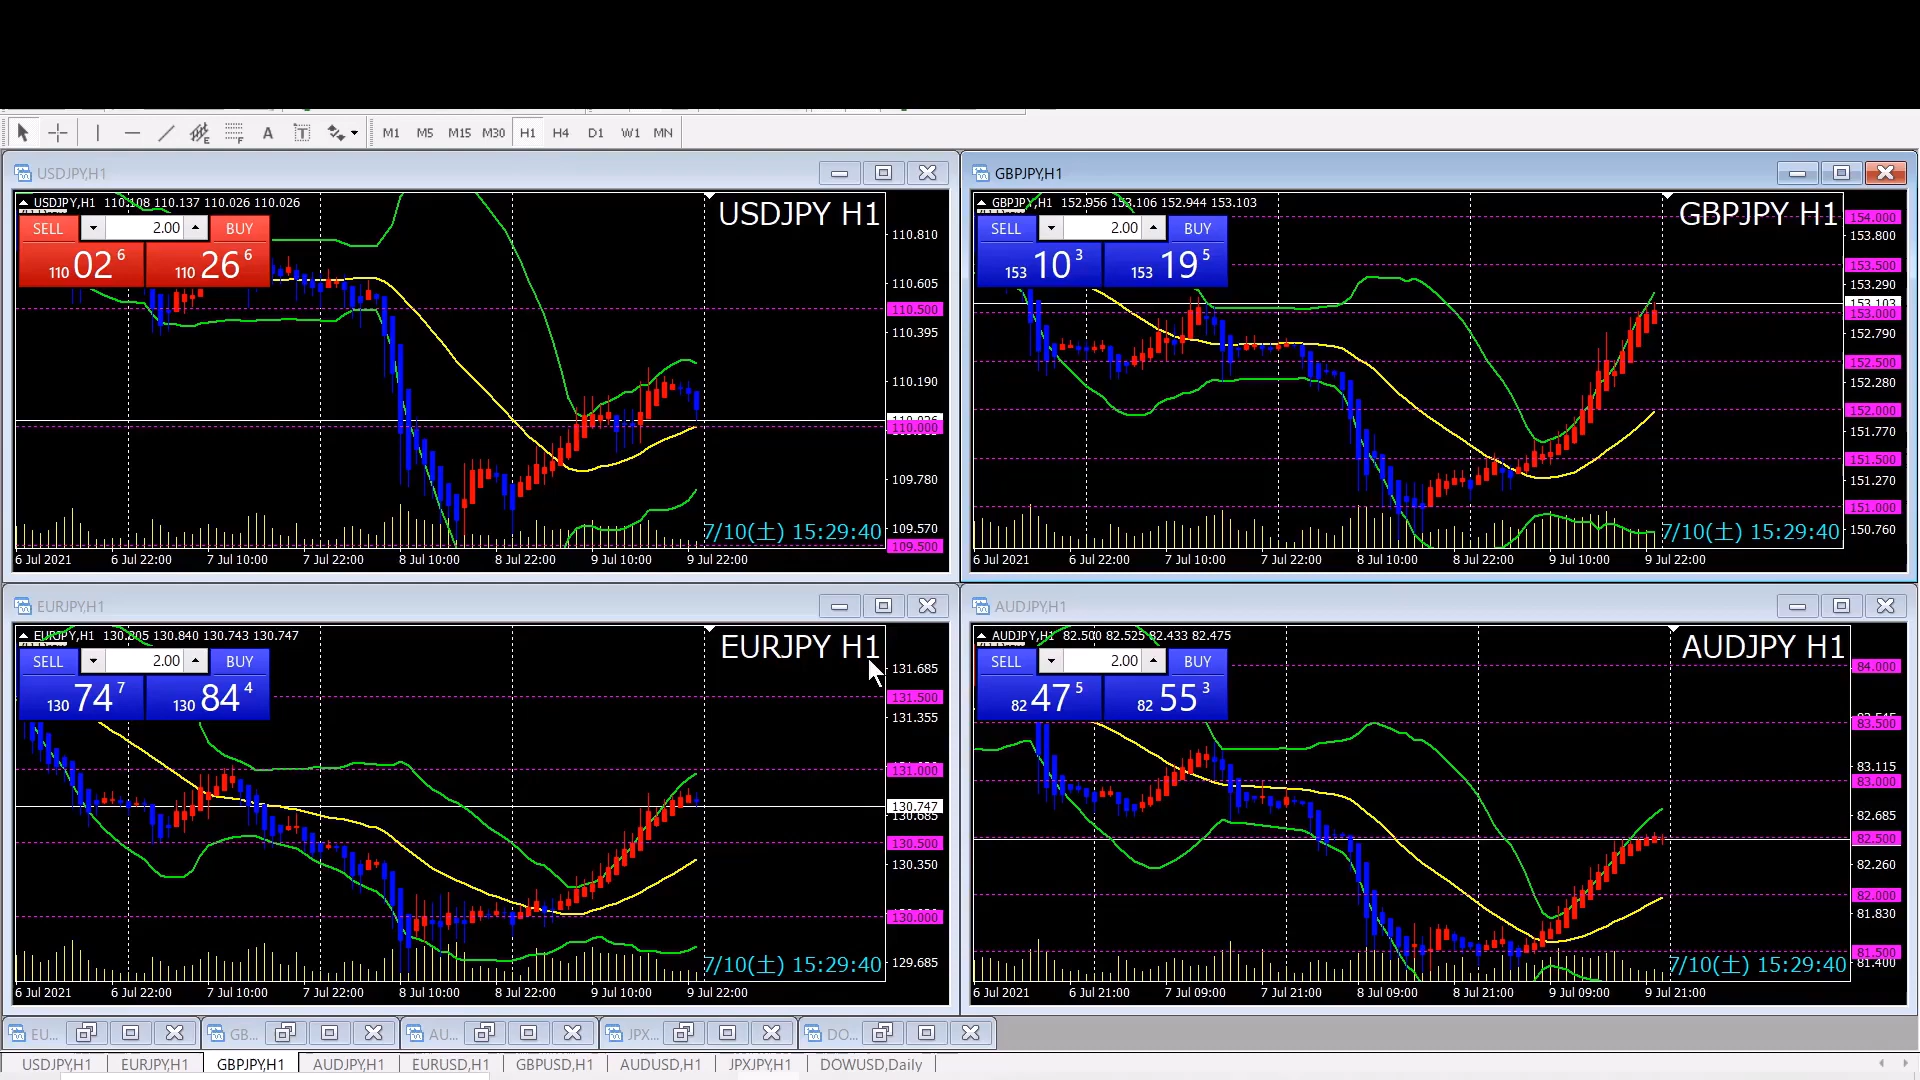 A
T
M1 M5 M15 M30 H1 H4 D1 W1 MN
USDJPY,H1
USDJPY,H1 110.108 110.137 110.026 110.026
SELL 2.00 BUY
110 02 6
110 26 6
USDJPY H1
110.810
110.605
110.500
110.395
110.190
110.026
110.000
109.780
109.570
109.500
7/10(土) 15:29:40
6 Jul 2021 6 Jul 22:00 7 Jul 10:00 7 Jul 22:00 8 Jul 10:00 8 Jul 22:00 9 Jul 10:00 9 Jul 22:00
GBPJPY,H1
GBPJPY,H1 152.956 153.106 152.944 153.103
SELL 2.00 BUY
153 10 3
153 19 5
GBPJPY H1
154.000
153.800
153.500
153.290
153.103
153.000
152.790
152.500
152.280
152.000
151.770
151.500
151.270
151.000
150.760
7/10(土) 15:29:40
6 Jul 2021 6 Jul 22:00 7 Jul 10:00 7 Jul 22:00 8 Jul 10:00 8 Jul 22:00 9 Jul 10:00 9 Jul 22:00
EURJPY,H1
EURJPY,H1 130.805 130.840 130.743 130.747
SELL 2.00 BUY
130 74 7
130 84 4
EURJPY H1
131.685
131.500
131.355
131.000
130.747
130.685
130.500
130.350
130.000
129.685
7/10(土) 15:29:40
6 Jul 2021 6 Jul 22:00 7 Jul 10:00 7 Jul 22:00 8 Jul 10:00 8 Jul 22:00 9 Jul 10:00 9 Jul 22:00
AUDJPY,H1
AUDJPY,H1 82.500 82.525 82.433 82.475
SELL 2.00 BUY
82 47 5
82 55 3
AUDJPY H1
84.000
83.500
83.115
83.000
82.685
82.500
82.260
82.000
81.830
81.500
81.400
7/10(土) 15:29:40
6 Jul 2021 6 Jul 21:00 7 Jul 09:00 7 Jul 21:00 8 Jul 09:00 8 Jul 21:00 9 Jul 09:00 9 Jul 21:00
EU... GB... AU... JPX... DO...
USDJPY,H1 EURJPY,H1 GBPJPY,H1 AUDJPY,H1 EURUSD,H1 GBPUSD,H1 AUDUSD,H1 JPXJPY,H1 DOWUSD,Daily